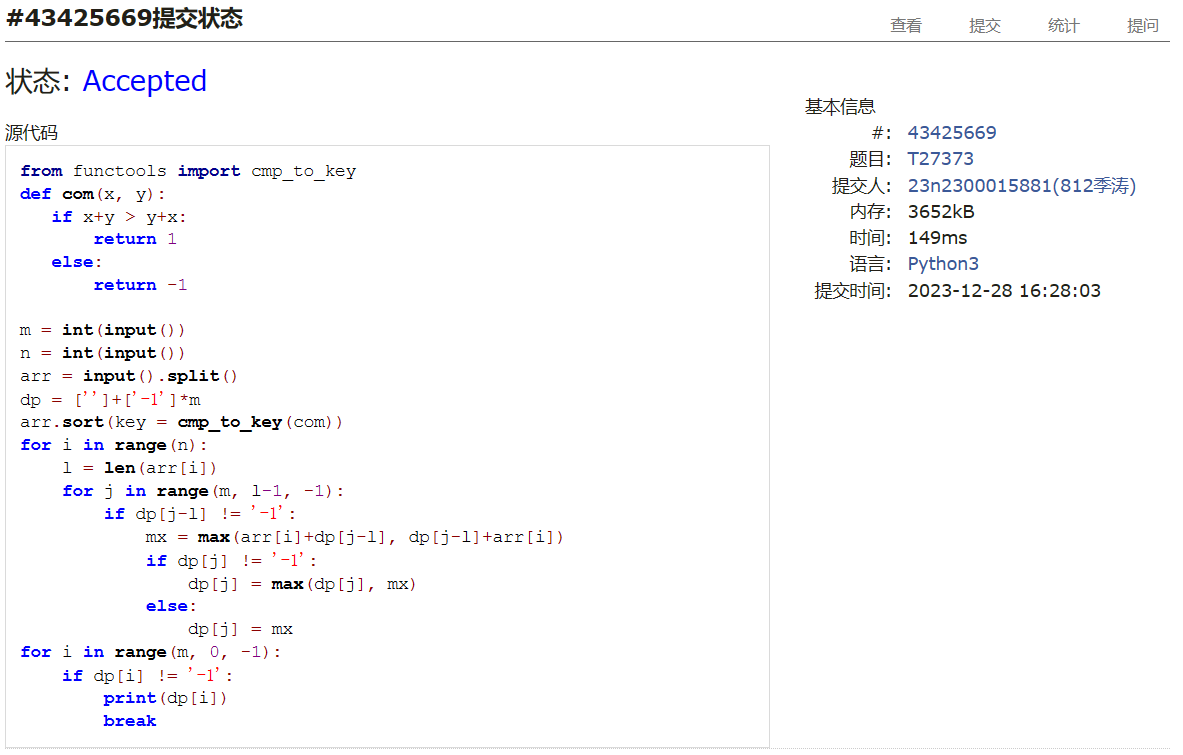 #43425669提交状态
查看 提交 统计 提问
状态: Accepted
源代码
from functools import cmp_to_key
def com(x, y):
   if x+y > y+x:
       return 1
   else:
       return -1

m = int(input())
n = int(input())
arr = input().split()
dp = ['']+['-1']*m
arr.sort(key = cmp_to_key(com))
for i in range(n):
    l = len(arr[i])
    for j in range(m, l-1, -1):
        if dp[j-l] != '-1':
            mx = max(arr[i]+dp[j-l], dp[j-l]+arr[i])
            if dp[j] != '-1':
                dp[j] = max(dp[j], mx)
            else:
                dp[j] = mx
for i in range(m, 0, -1):
    if dp[i] != '-1':
        print(dp[i])
        break
基本信息
#: 43425669
题目: T27373
提交人: 23n2300015881(812季涛)
内存: 3652kB
时间: 149ms
语言: Python3
提交时间: 2023-12-28 16:28:03